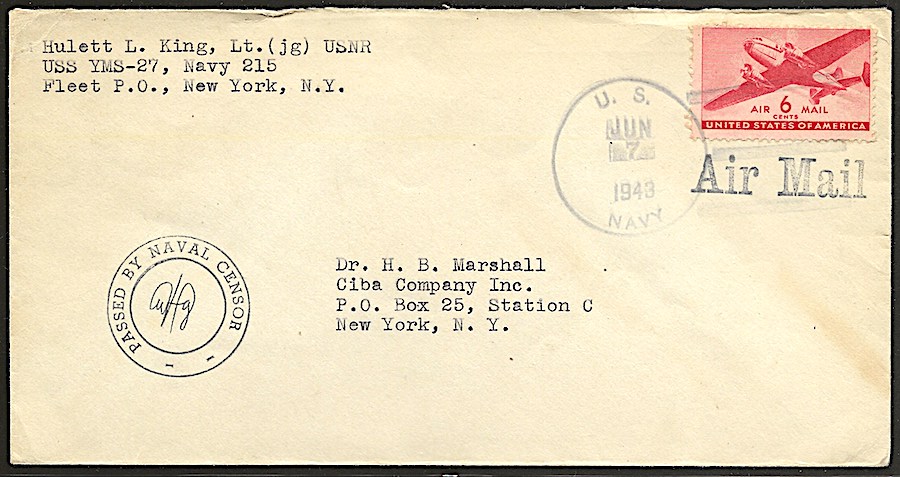 Hulett L. King, Lt.(jg) USNR
USS YMS-27, Navy 215
Fleet P.O., New York, N.Y.
AIR 6 MAIL
CENTS
UNITED STATES OF AMERICA
U. S.
JUN
7
1943
NAVY
Air Mail
PASSED BY NAVAL CENSOR
Dr. H. B. Marshall
Ciba Company Inc.
P.O. Box 25, Station C
New York, N. Y.